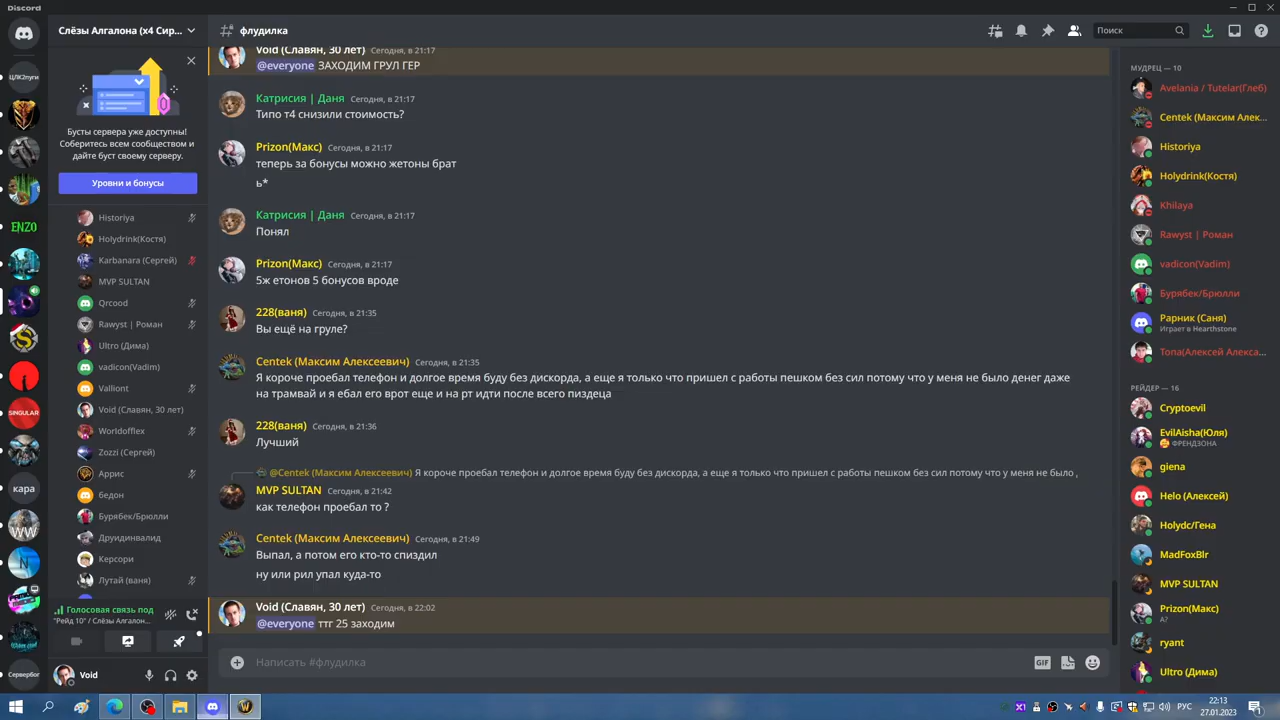 Discord
Слёзы Алгалона (x4 Сир...
флудилка
Поиск
ЦЛК2пуги
ENZO
SINGULAR
кара
WW
Сервербог
Бусты сервера уже доступны!
Соберитесь всем сообществом и
дайте буст своему серверу.
Уровни и бонусы
Historiya
Holydrink(Костя)
Karbanara (Сергей)
MVP SULTAN
Qrcood
Rawyst | Роман
Ultro (Дима)
vadicon(Vadim)
Valliont
Void (Славян, 30 лет)
Worldofflex
Zozzi (Сергей)
Аррис
бедон
Бурябек/Брюлли
Друидинвалид
Керсори
Лутай (ваня)
Голосовая связь под
"Рейд 10" / Слёзы Алгалон...
Void
Void (Славян, 30 лет) Сегодня, в 21:17
@everyone ЗАХОДИМ ГРУЛ ГЕР
Катрисия | Даня Сегодня, в 21:17
Типо т4 снизили стоимость?
Prizon(Макс) Сегодня, в 21:17
теперь за бонусы можно жетоны брат
ь*
Катрисия | Даня Сегодня, в 21:17
Понял
Prizon(Макс) Сегодня, в 21:17
5ж етонов 5 бонусов вроде
228(ваня) Сегодня, в 21:35
Вы ещё на груле?
Centek (Максим Алексеевич) Сегодня, в 21:35
Я короче проебал телефон и долгое время буду без дискорда, а еще я только что пришел с работы пешком без сил потому что у меня не было денег даже
на трамвай и я ебал его врот еще и на рт идти после всего пиздеца
228(ваня) Сегодня, в 21:36
Лучший
@Centek (Максим Алексеевич) Я короче проебал телефон и долгое время буду без дискорда, а еще я только что пришел с работы пешком без сил потому что у меня не было ,
MVP SULTAN Сегодня, в 21:42
как телефон проебал то ?
Centek (Максим Алексеевич) Сегодня, в 21:49
Выпал, а потом его кто-то спиздил
ну или рил упал куда-то
Void (Славян, 30 лет) Сегодня, в 22:02
@everyone ттг 25 заходим
Написать #флудилка
GIF
МУДРЕЦ — 10
Avelania / Tutelar(Глеб)
Centek (Максим Алек...
Historiya
Holydrink(Костя)
Khilaya
Rawyst | Роман
vadicon(Vadim)
Бурябек/Брюлли
Рарник (Саня)
Играет в Hearthstone
Топа(Алексей Алекса...
РЕЙДЕР — 16
Cryptoevil
EvilAisha(Юля)
ФРЕНДЗОНА
giena
Helo (Алексей)
Holydc/Гена
MadFoxBlr
MVP SULTAN
Prizon(Макс)
А?
ryant
Ultro (Дима)
X1
РУС
22:13
27.01.2023
1